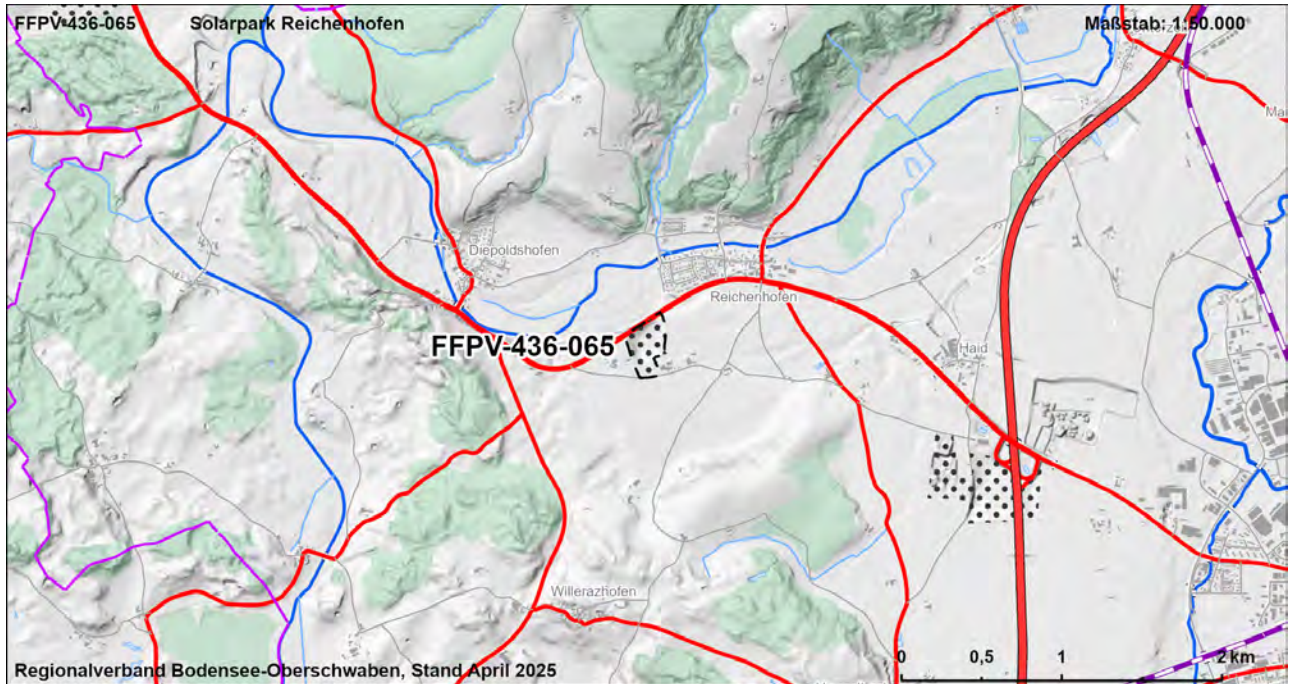 FFPV-436-065 Solarpark Reichenhofen Maßstab: 1:50.000
Diepoldshofen
Reichenhofen
FFPV-436-065
Haid
Willerazhofen
Regionalverband Bodensee-Oberschwaben, Stand April 2025
0 0,5 1 2 km